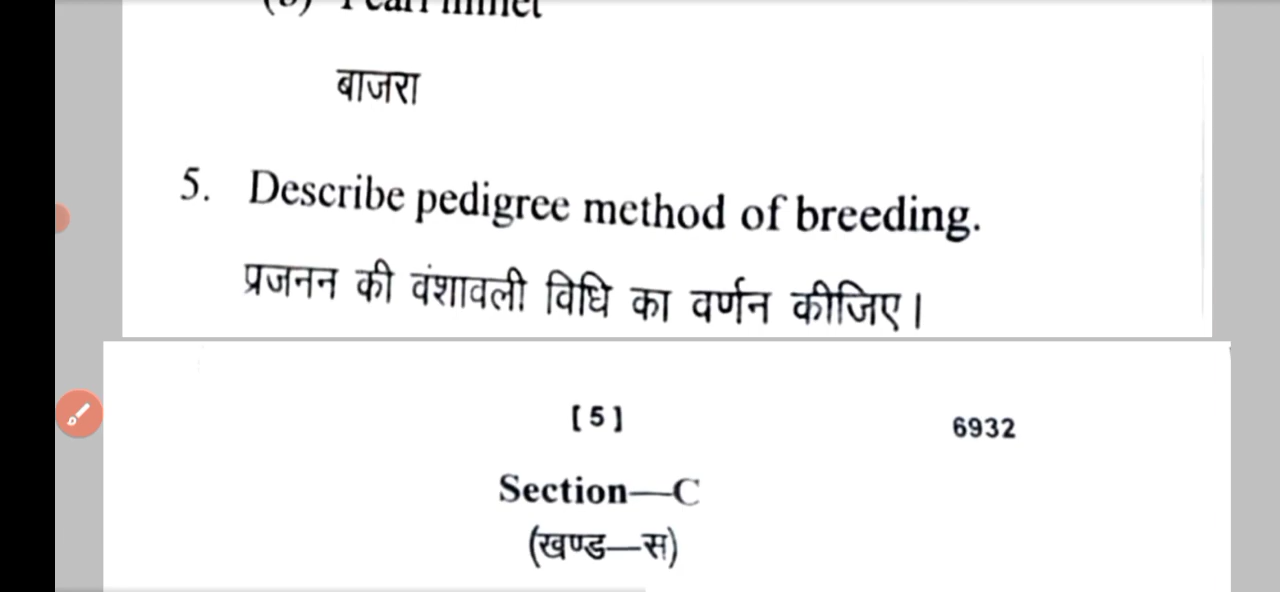 बाजरा
5. Describe pedigree method of breeding.
प्रजनन की वंशावली विधि का वर्णन कीजिए।
[ 5 ]
6932
Section—C
(खण्ड—स)